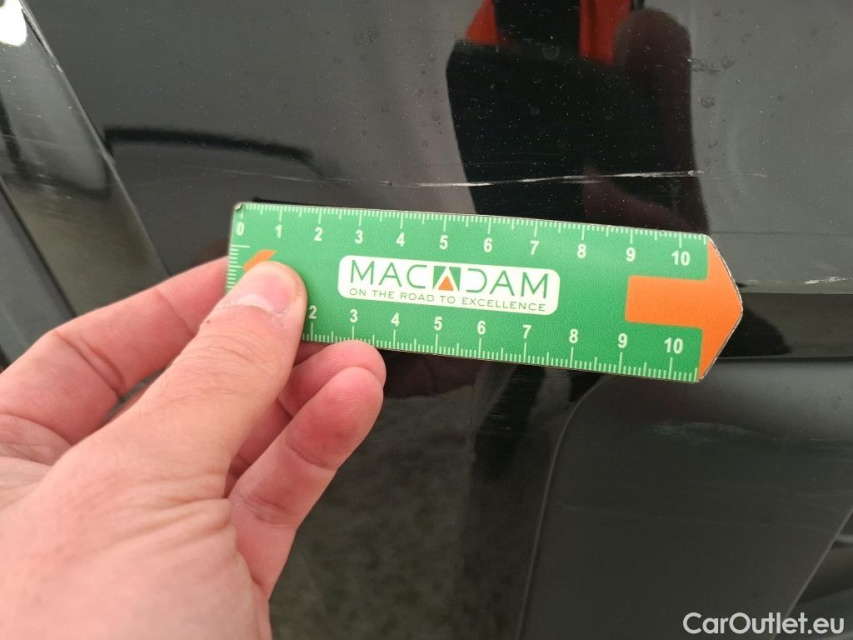 0 1 2 3 4 5 6 7 8 9 10
MACADAM
ON THE ROAD TO EXCELLENCE
2 3 4 5 6 7 8 9 10
CarOutlet.eu